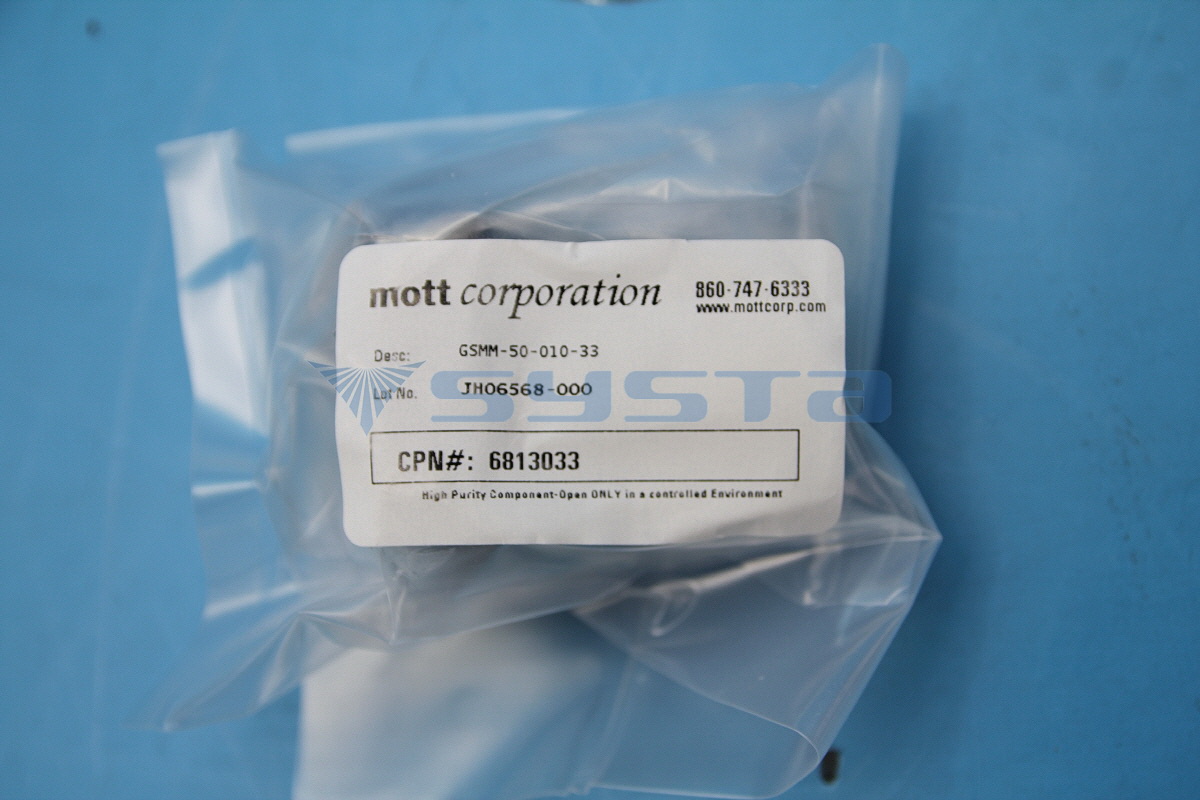 mott corporation 860-747-6333
www.mottcorp.com
Desc: GSMM-50-010-33
Lot No. JH06568-000
systa
CPN#: 6813033
High Purity Component-Open ONLY in a controlled Environment